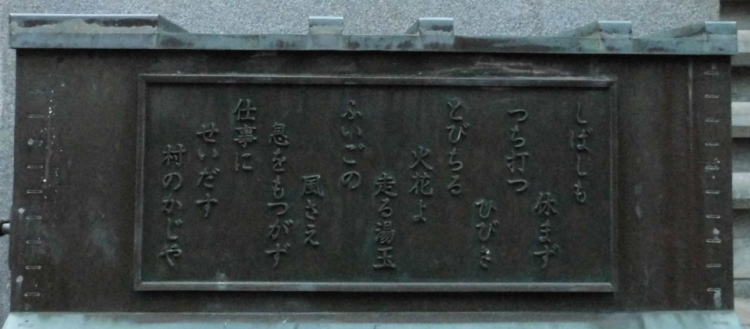 しばしも
休まず
つち打つ
ひびき
とびちる
火花よ
走る湯玉
ふいごの
風さえ
息をもつがず
仕事に
せいだす
村のかじや